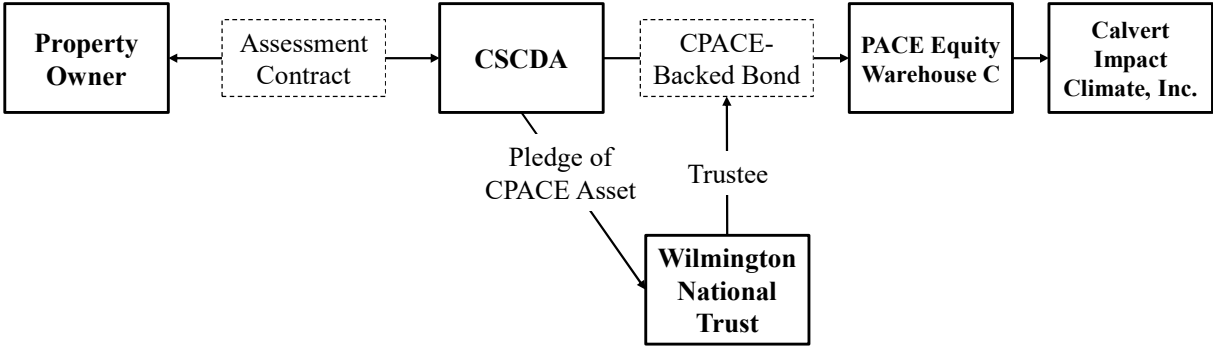 Property
Owner
Assessment
Contract
CSCDA
CPACE-
Backed Bond
PACE Equity
Warehouse C
Calvert
Impact
Climate, Inc.
Pledge of
CPACE Asset
Trustee
Wilmington
National
Trust